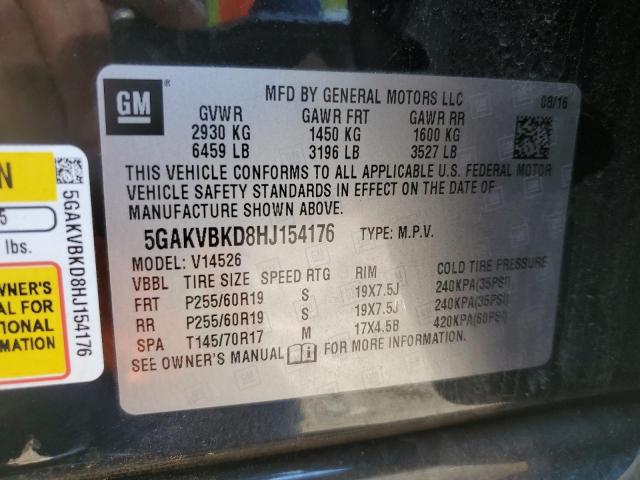 GM
MFD BY GENERAL MOTORS LLC
08/16
GVWR GAWR FRT GAWR RR
2930 KG 1450 KG 1600 KG
6459 LB 3196 LB 3527 LB
THIS VEHICLE CONFORMS TO ALL APPLICABLE U.S. FEDERAL MOTOR
VEHICLE SAFETY STANDARDS IN EFFECT ON THE DATE OF
MANUFACTURE SHOWN ABOVE.
5GAKVBKD8HJ154176 TYPE: M.P.V.
MODEL: V14526
VBBL TIRE SIZE SPEED RTG RIM COLD TIRE PRESSURE
FRT P255/60R19 S 19X7.5J 240KPA(35PSI)
RR P255/60R19 S 19X7.5J 240KPA(35PSI)
SPA T145/70R17 M 17X4.5B 420KPA(60PSI)
SEE OWNER'S MANUAL FOR MORE INFORMATION.
N
5
lbs.
5GAKVBKD8HJ154176
OWNER'S
AL FOR
TIONAL
MATION